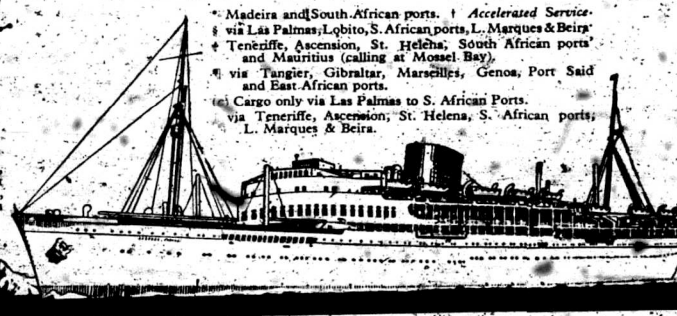 * Madeira and South African ports. † Accelerated Service.
§ via Las Palmas, Lobito, S. African ports, L. Marques & Beira
‡ Teneriffe, Ascension, St. Helena, South African ports
and Mauritius (calling at Mossel Bay).
¶ via Tangier, Gibraltar, Marseilles, Genoa, Port Said
and East African ports.
(c) Cargo only via Las Palmas to S. African Ports.
via Teneriffe, Ascension, St. Helena, S. African ports,
L. Marques & Beira.